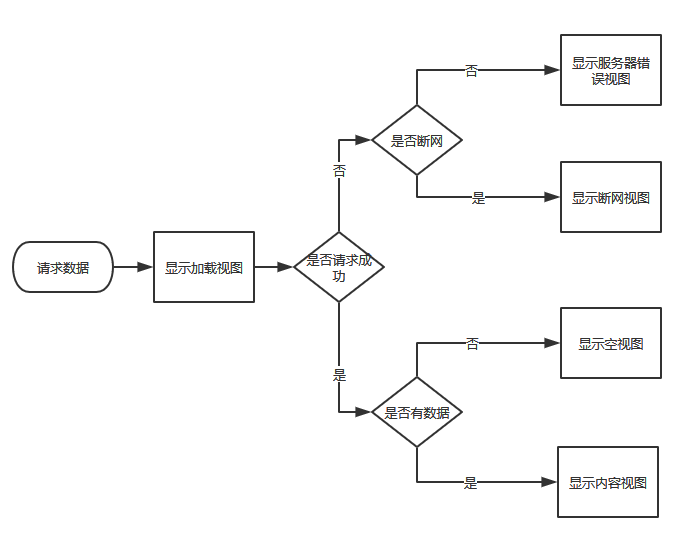 否
显示服务器错
误视图
是否断网
否
是
显示断网视图
请求数据
显示加载视图
是否请求成
功
否
显示空视图
是
是否有数据
是
显示内容视图